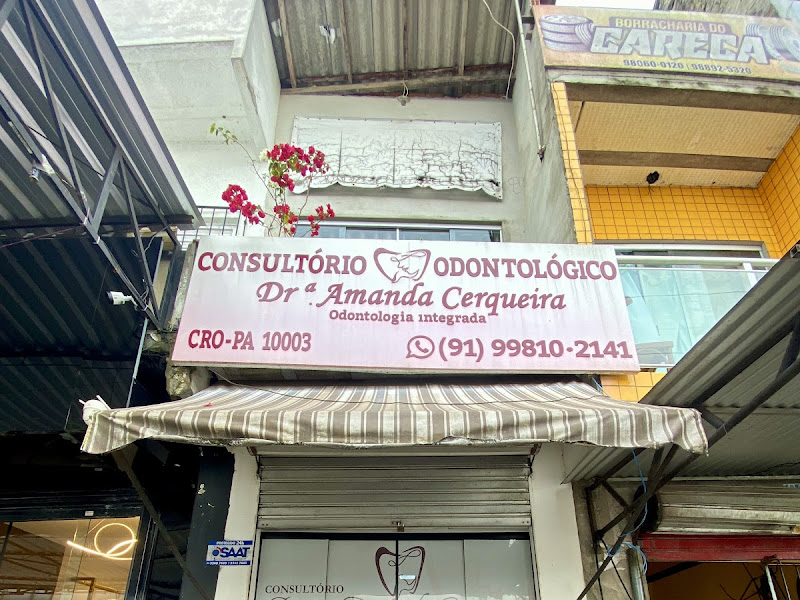 BORRACHARIA DO
CARECA
98060-0120 | 98892-5326
CONSULTÓRIO ODONTOLÓGICO
Drª. Amanda Cerqueira
Odontologia integrada
CRO-PA 10003
(91) 99810-2141
SAAT
CONSULTÓRIO